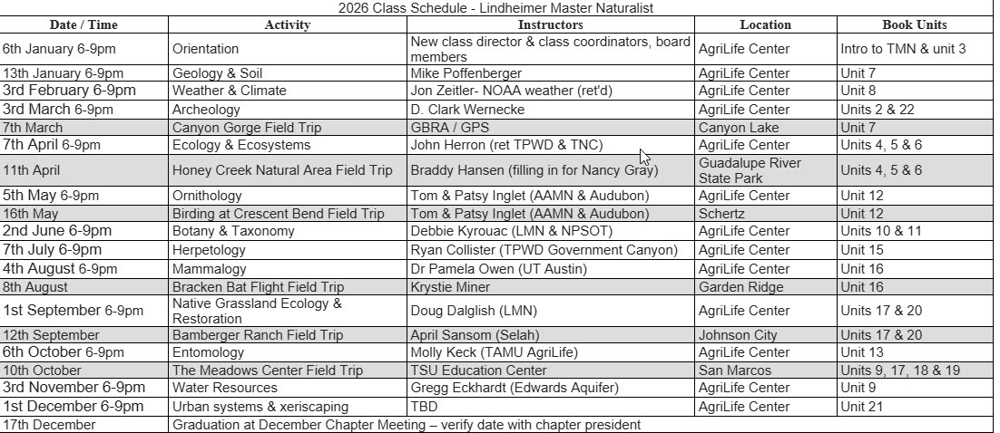 2026 Class Schedule - Lindheimer Master Naturalist
Date / Time Activity Instructors Location Book Units
6th January 6-9pm Orientation New class director & class coordinators, board members AgriLife Center Intro to TMN & unit 3
13th January 6-9pm Geology & Soil Mike Poffenberger AgriLife Center Unit 7
3rd February 6-9pm Weather & Climate Jon Zeitler- NOAA weather (ret'd) AgriLife Center Unit 8
3rd March 6-9pm Archeology D. Clark Wernecke AgriLife Center Units 2 & 22
7th March Canyon Gorge Field Trip GBRA / GPS Canyon Lake Unit 7
7th April 6-9pm Ecology & Ecosystems John Herron (ret TPWD & TNC) AgriLife Center Units 4, 5 & 6
11th April Honey Creek Natural Area Field Trip Braddy Hansen (filling in for Nancy Gray) Guadalupe River State Park Units 4, 5 & 6
5th May 6-9pm Ornithology Tom & Patsy Inglet (AAMN & Audubon) AgriLife Center Unit 12
16th May Birding at Crescent Bend Field Trip Tom & Patsy Inglet (AAMN & Audubon) Schertz Unit 12
2nd June 6-9pm Botany & Taxonomy Debbie Kyrouac (LMN & NPSOT) AgriLife Center Units 10 & 11
7th July 6-9pm Herpetology Ryan Collister (TPWD Government Canyon) AgriLife Center Unit 15
4th August 6-9pm Mammalogy Dr Pamela Owen (UT Austin) AgriLife Center Unit 16
8th August Bracken Bat Flight Field Trip Krystie Miner Garden Ridge Unit 16
1st September 6-9pm Native Grassland Ecology & Restoration Doug Dalglish (LMN) AgriLife Center Units 17 & 20
12th September Bamberger Ranch Field Trip April Sansom (Selah) Johnson City Units 17 & 20
6th October 6-9pm Entomology Molly Keck (TAMU AgriLife) AgriLife Center Unit 13
10th October The Meadows Center Field Trip TSU Education Center San Marcos Units 9, 17, 18 & 19
3rd November 6-9pm Water Resources Gregg Eckhardt (Edwards Aquifer) AgriLife Center Unit 9
1st December 6-9pm Urban systems & xeriscaping TBD AgriLife Center Unit 21
17th December Graduation at December Chapter Meeting – verify date with chapter president